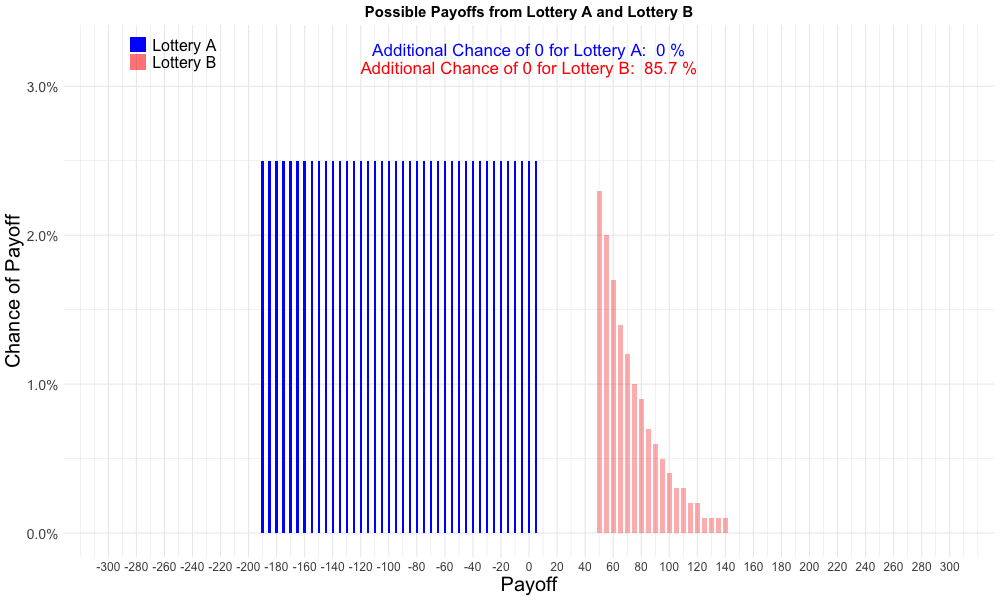 Possible Payoffs from Lottery A and Lottery B
Lottery A
Lottery B
Additional Chance of 0 for Lottery A:  0 %
Additional Chance of 0 for Lottery B:  85.7 %
Chance of Payoff
3.0%
2.0%
1.0%
0.0%
-300 -280 -260 -240 -220 -200 -180 -160 -140 -120 -100 -80 -60 -40 -20 0 20 40 60 80 100 120 140 160 180 200 220 240 260 280 300
Payoff